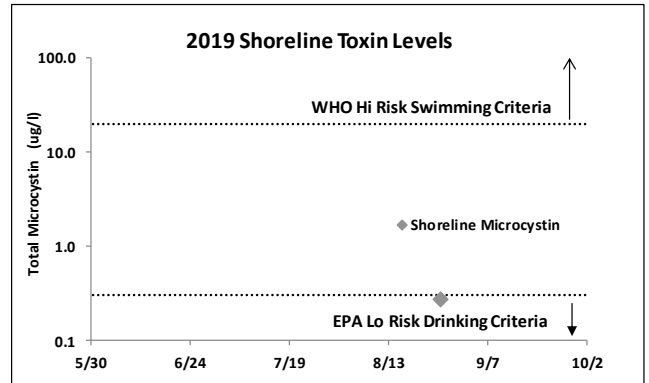 2019 Shoreline Toxin Levels
Total Microcystin (ug/l)
100.0
10.0
1.0
0.1
WHO Hi Risk Swimming Criteria
Shoreline Microcystin
EPA Lo Risk Drinking Criteria
5/30 6/24 7/19 8/13 9/7 10/2